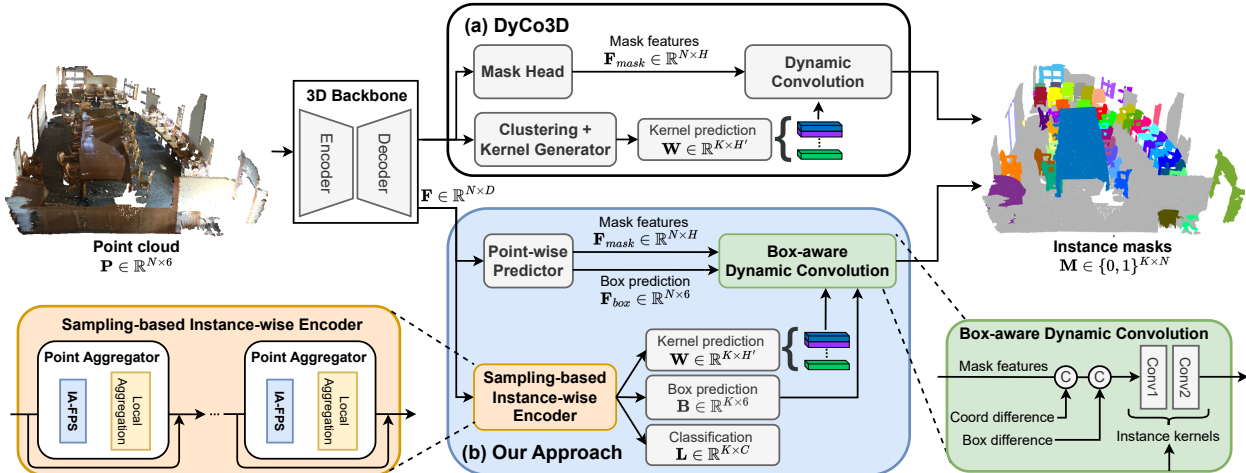 (a) DyCo3D
Mask features
F_mask ∈ ℝ^{N×H}
Mask Head
Dynamic
Convolution
3D Backbone
Encoder
Decoder
Clustering +
Kernel Generator
Kernel prediction
W ∈ ℝ^{K×H′}
F ∈ ℝ^{N×D}
Point cloud
P ∈ ℝ^{N×6}
Instance masks
M ∈ {0, 1}^{K×N}
Mask features
F_mask ∈ ℝ^{N×H}
Point-wise
Predictor
Box prediction
F_box ∈ ℝ^{N×6}
Box-aware
Dynamic Convolution
Kernel prediction
W ∈ ℝ^{K×H′}
Sampling-based
Instance-wise
Encoder
Box prediction
B ∈ ℝ^{K×6}
Classification
L ∈ ℝ^{K×C}
(b) Our Approach
Sampling-based Instance-wise Encoder
Point Aggregator
IA-FPS
Local
Aggregation
...
Point Aggregator
IA-FPS
Local
Aggregation
Box-aware Dynamic Convolution
Mask features
C
C
Conv1
Conv2
Coord difference
Box difference
Instance kernels